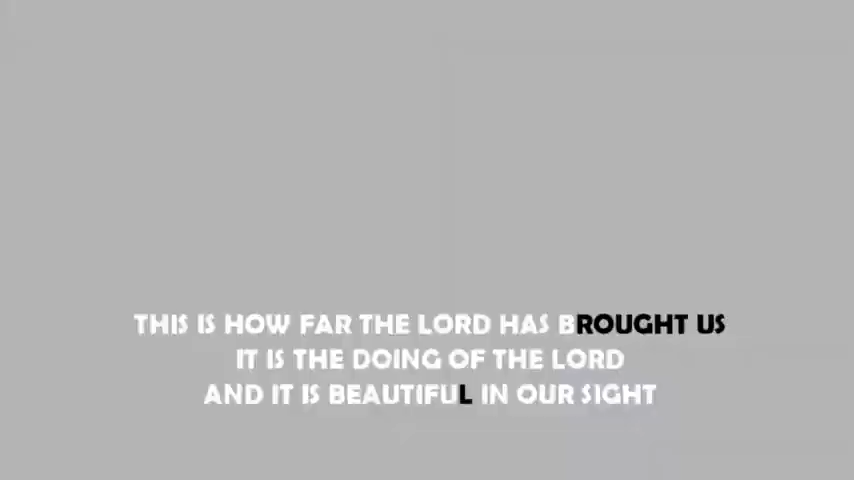 THIS IS HOW FAR THE LORD HAS BROUGHT US
IT IS THE DOING OF THE LORD
AND IT IS BEAUTIFUL IN OUR SIGHT